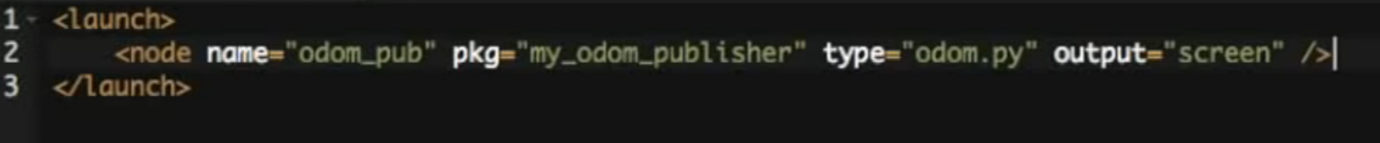 1 <launch>
2 <node name="odom_pub" pkg="my_odom_publisher" type="odom.py" output="screen" />
3 </launch>